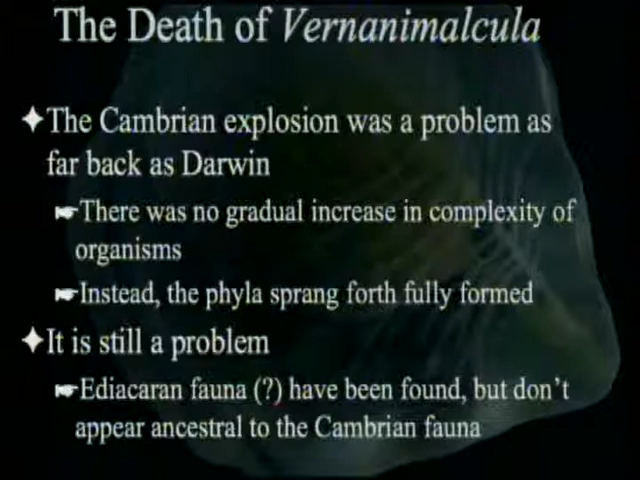 The Death of Vernanimalcula
The Cambrian explosion was a problem as
far back as Darwin
There was no gradual increase in complexity of
organisms
Instead, the phyla sprang forth fully formed
It is still a problem
Ediacaran fauna (?) have been found, but don't
appear ancestral to the Cambrian fauna